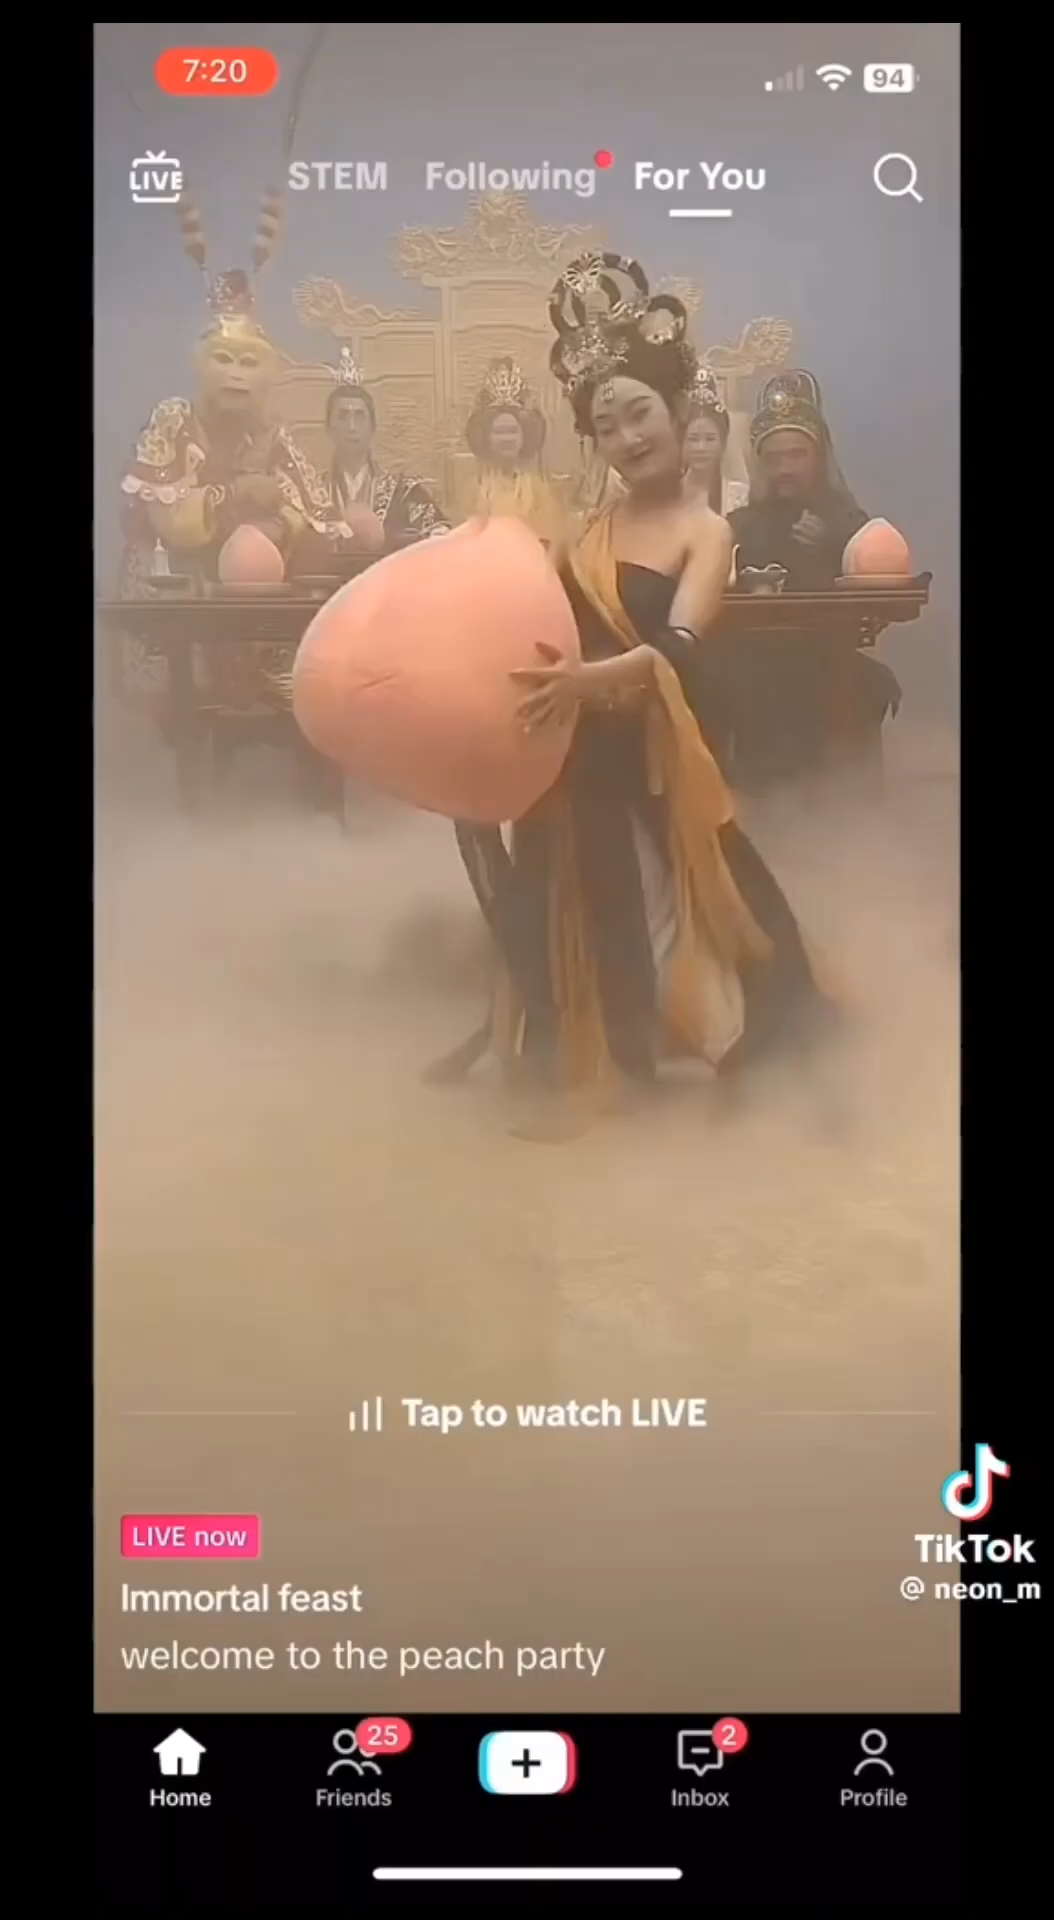 7:20
94
LIVE
STEM Following For You
Tap to watch LIVE
LIVE now
Immortal feast
welcome to the peach party
TikTok
@ neon_m
25
2
Home Friends Inbox Profile